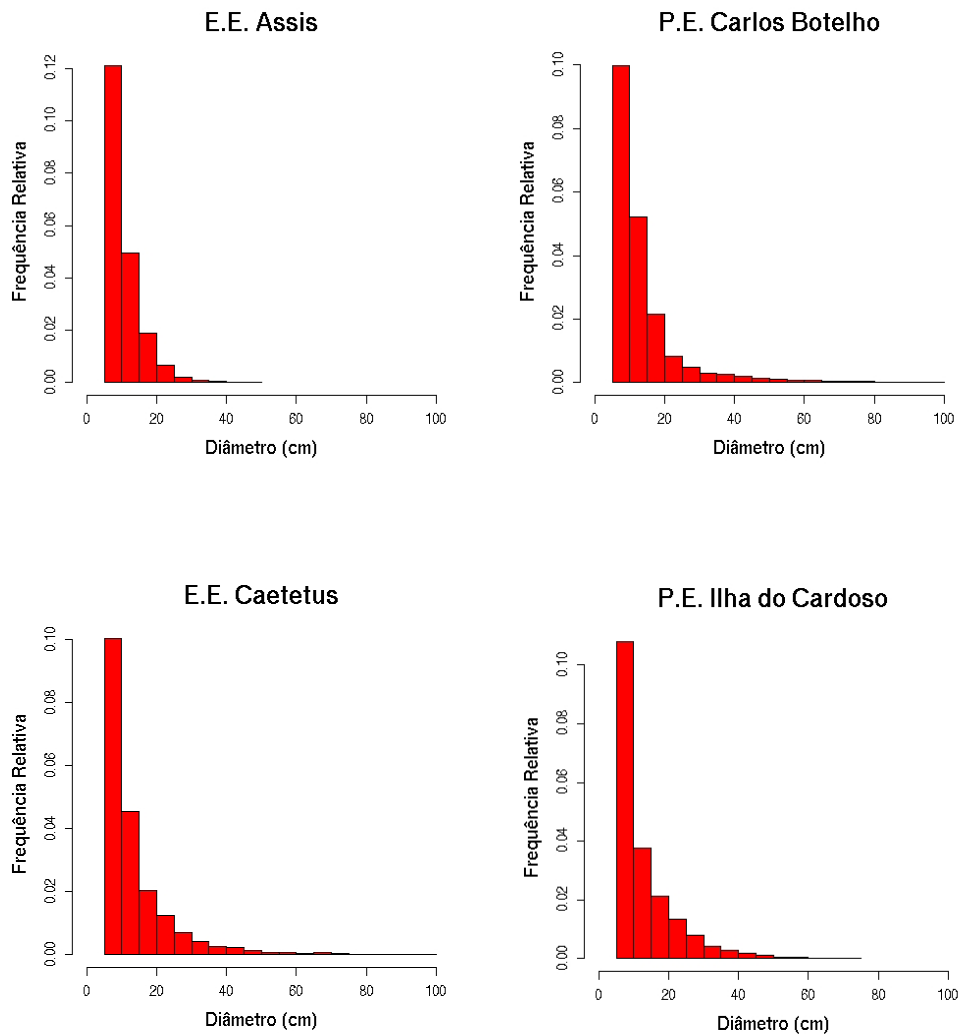 E.E. Assis
Frequência Relativa
0.00 0.02 0.04 0.06 0.08 0.10 0.12
0 20 40 60 80 100
Diâmetro (cm)
P.E. Carlos Botelho
Frequência Relativa
0.00 0.02 0.04 0.06 0.08 0.10
0 20 40 60 80 100
Diâmetro (cm)
E.E. Caetetus
Frequência Relativa
0.00 0.02 0.04 0.06 0.08 0.10
0 20 40 60 80 100
Diâmetro (cm)
P.E. Ilha do Cardoso
Frequência Relativa
0.00 0.02 0.04 0.06 0.08 0.10
0 20 40 60 80 100
Diâmetro (cm)